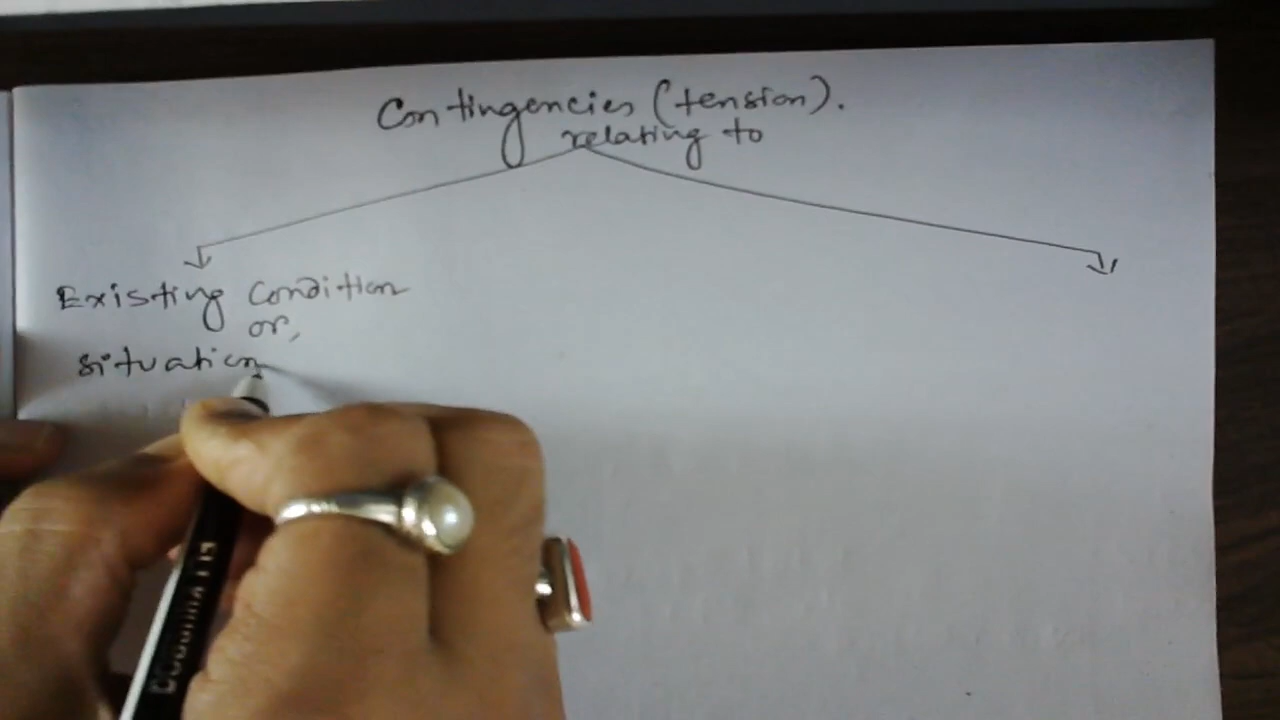 Contingencies (tension).
relating to
Existing Condition
or,
situation